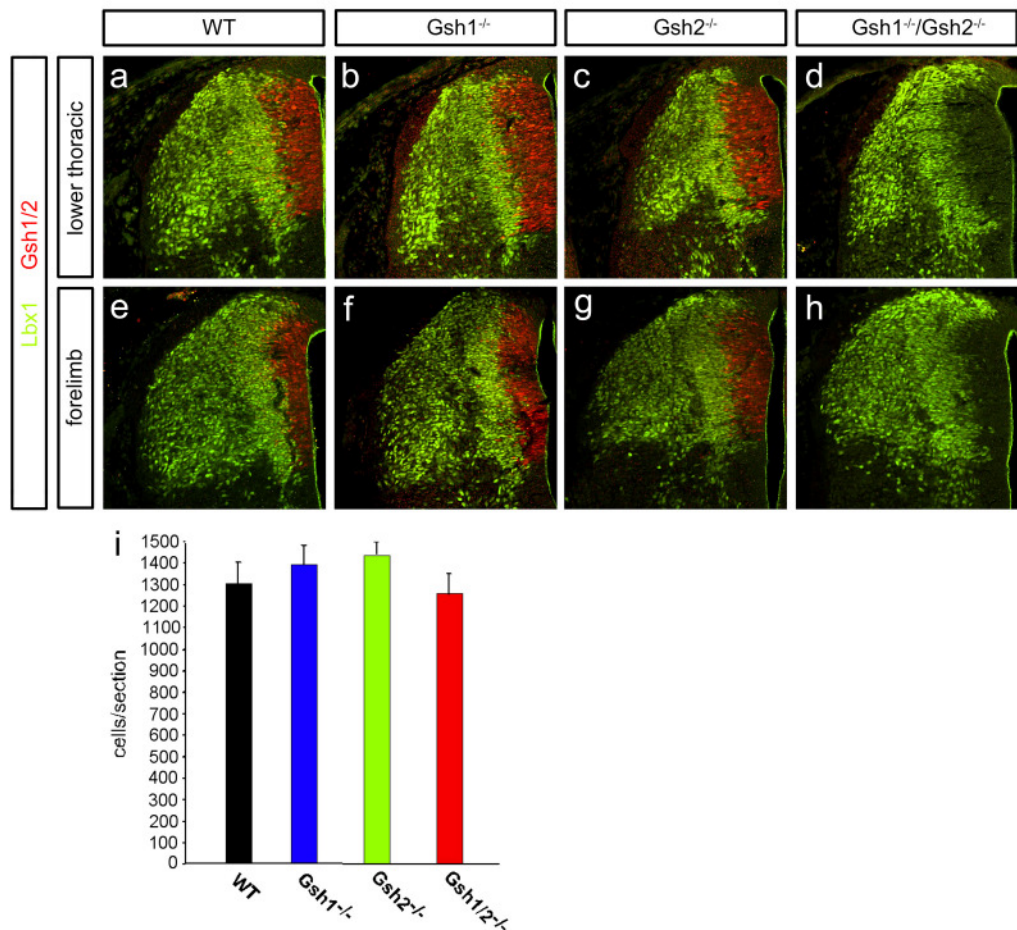 WT
Gsh1⁻/⁻
Gsh2⁻/⁻
Gsh1⁻/⁻/Gsh2⁻/⁻
Lbx1 Gsh1/2
lower thoracic
a
b
c
d
forelimb
e
f
g
h
i
cells/section
1500
1400
1300
1200
1100
1000
900
800
700
600
500
400
300
200
100
0
WT
Gsh1⁻/⁻
Gsh2⁻/⁻
Gsh1/2⁻/⁻